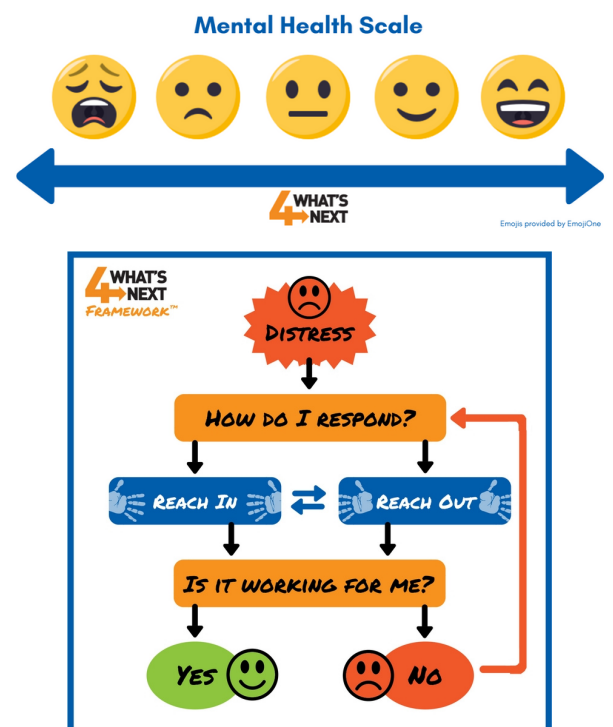 Mental Health Scale
4 WHAT'S
NEXT
Emojis provided by EmojiOne
4 WHAT'S
NEXT
FRAMEWORK™
DISTRESS
HOW DO I RESPOND?
REACH IN
REACH OUT
IS IT WORKING FOR ME?
YES
NO